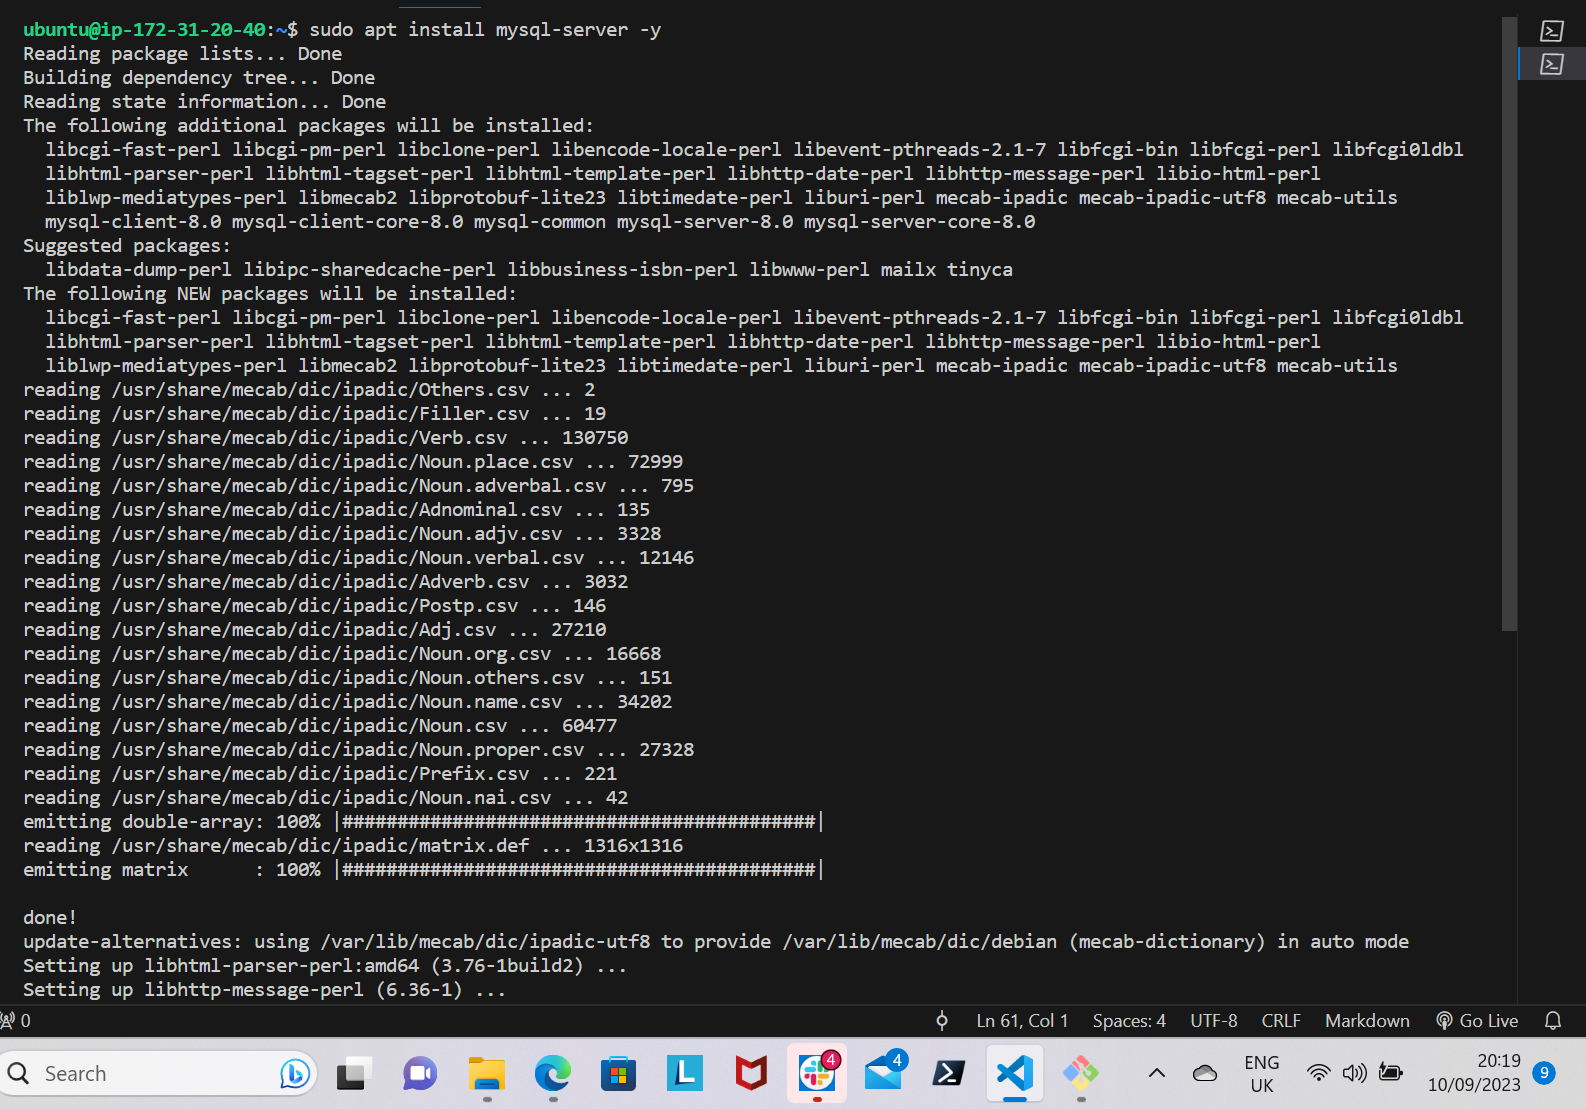 ubuntu@ip-172-31-20-40:~$ sudo apt install mysql-server -y
Reading package lists... Done
Building dependency tree... Done
Reading state information... Done
The following additional packages will be installed:
  libcgi-fast-perl libcgi-pm-perl libclone-perl libencode-locale-perl libevent-pthreads-2.1-7 libfcgi-bin libfcgi-perl libfcgi0ldbl
  libhtml-parser-perl libhtml-tagset-perl libhtml-template-perl libhttp-date-perl libhttp-message-perl libio-html-perl
  liblwp-mediatypes-perl libmecab2 libprotobuf-lite23 libtimedate-perl liburi-perl mecab-ipadic mecab-ipadic-utf8 mecab-utils
  mysql-client-8.0 mysql-client-core-8.0 mysql-common mysql-server-8.0 mysql-server-core-8.0
Suggested packages:
  libdata-dump-perl libipc-sharedcache-perl libbusiness-isbn-perl libwww-perl mailx tinyca
The following NEW packages will be installed:
  libcgi-fast-perl libcgi-pm-perl libclone-perl libencode-locale-perl libevent-pthreads-2.1-7 libfcgi-bin libfcgi-perl libfcgi0ldbl
  libhtml-parser-perl libhtml-tagset-perl libhtml-template-perl libhttp-date-perl libhttp-message-perl libio-html-perl
  liblwp-mediatypes-perl libmecab2 libprotobuf-lite23 libtimedate-perl liburi-perl mecab-ipadic mecab-ipadic-utf8 mecab-utils
reading /usr/share/mecab/dic/ipadic/Others.csv ... 2
reading /usr/share/mecab/dic/ipadic/Filler.csv ... 19
reading /usr/share/mecab/dic/ipadic/Verb.csv ... 130750
reading /usr/share/mecab/dic/ipadic/Noun.place.csv ... 72999
reading /usr/share/mecab/dic/ipadic/Noun.adverbal.csv ... 795
reading /usr/share/mecab/dic/ipadic/Adnominal.csv ... 135
reading /usr/share/mecab/dic/ipadic/Noun.adjv.csv ... 3328
reading /usr/share/mecab/dic/ipadic/Noun.verbal.csv ... 12146
reading /usr/share/mecab/dic/ipadic/Adverb.csv ... 3032
reading /usr/share/mecab/dic/ipadic/Postp.csv ... 146
reading /usr/share/mecab/dic/ipadic/Adj.csv ... 27210
reading /usr/share/mecab/dic/ipadic/Noun.org.csv ... 16668
reading /usr/share/mecab/dic/ipadic/Noun.others.csv ... 151
reading /usr/share/mecab/dic/ipadic/Noun.name.csv ... 34202
reading /usr/share/mecab/dic/ipadic/Noun.csv ... 60477
reading /usr/share/mecab/dic/ipadic/Noun.proper.csv ... 27328
reading /usr/share/mecab/dic/ipadic/Prefix.csv ... 221
reading /usr/share/mecab/dic/ipadic/Noun.nai.csv ... 42
emitting double-array: 100% |###########################################|
reading /usr/share/mecab/dic/ipadic/matrix.def ... 1316x1316
emitting matrix      : 100% |###########################################|
done!
update-alternatives: using /var/lib/mecab/dic/ipadic-utf8 to provide /var/lib/mecab/dic/debian (mecab-dictionary) in auto mode
Setting up libhtml-parser-perl:amd64 (3.76-1build2) ...
Setting up libhttp-message-perl (6.36-1) ...
0 Ln 61, Col 1 Spaces: 4 UTF-8 CRLF Markdown Go Live
Search L 4 4 ENG UK 20:19 10/09/2023 9